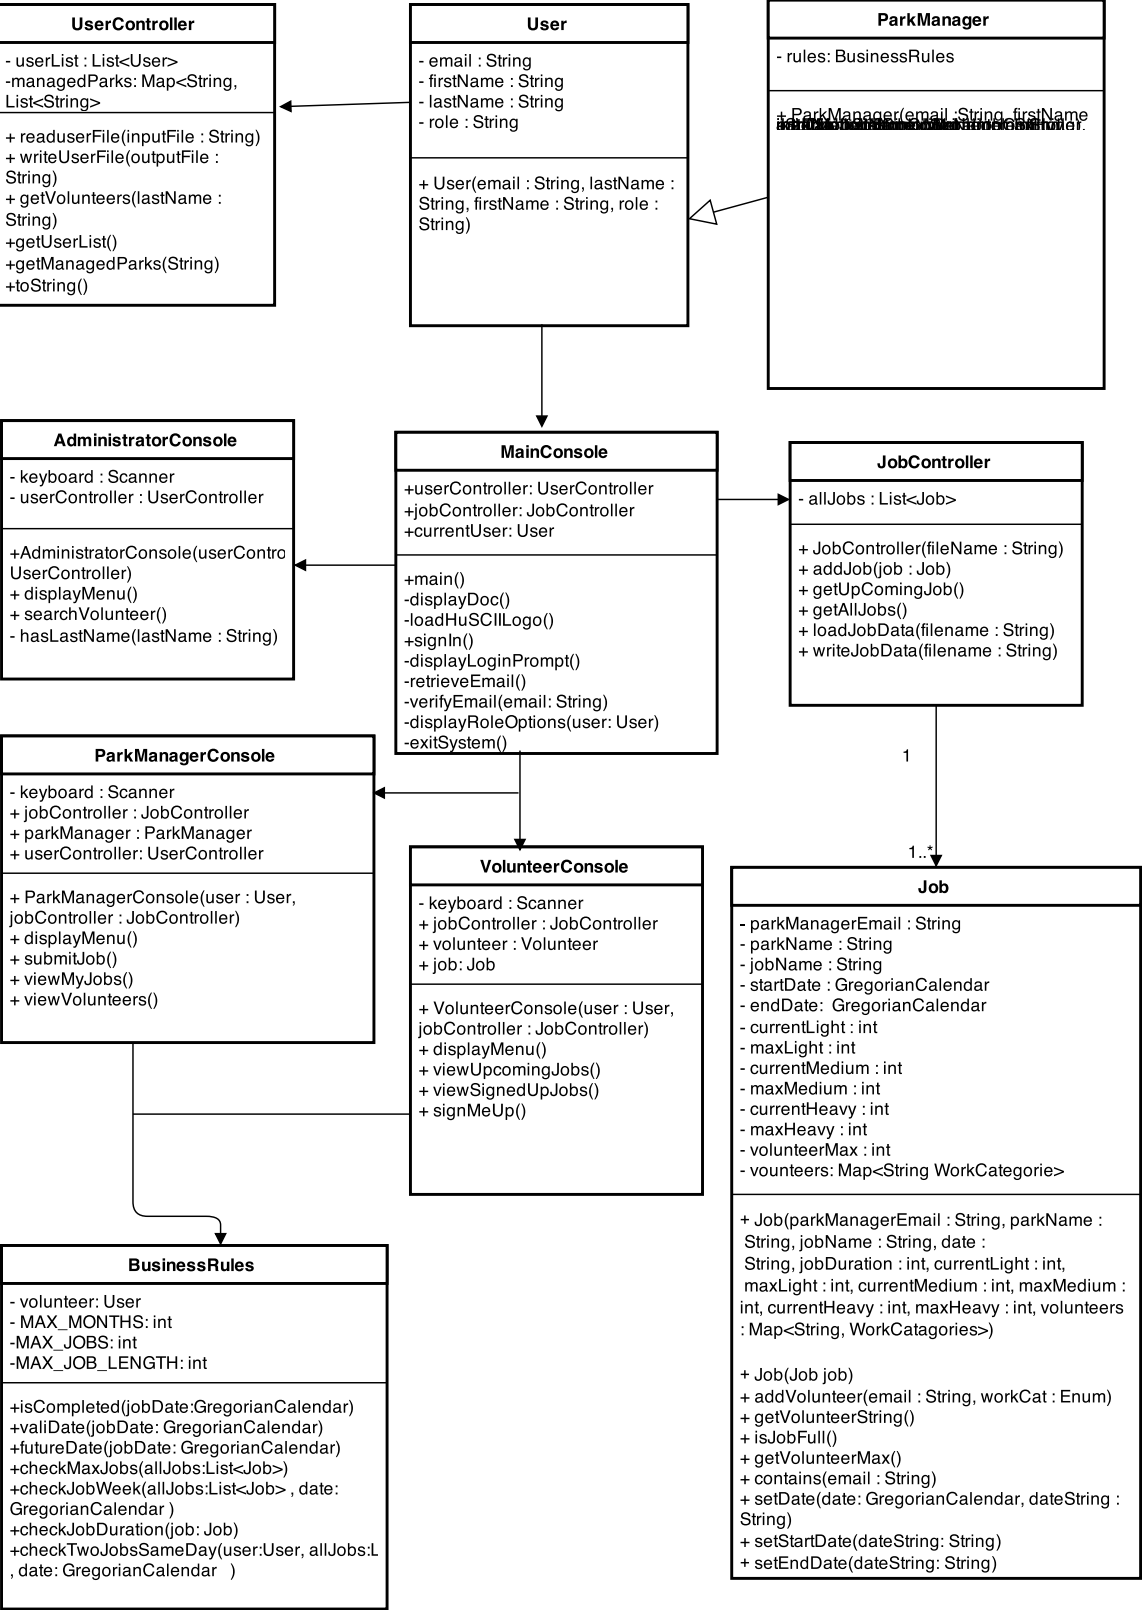 UserController
- userList : List<User>
-managedParks: Map<String,
List<String>
+ readuserFile(inputFile : String)
+ writeUserFile(outputFile :
String)
+ getVolunteers(lastName :
String)
+getUserList()
+getManagedParks(String)
+toString()
User
- email : String
- firstName : String
- lastName : String
- role : String
+ User(email : String, lastName :
String, firstName : String, role :
String)
ParkManager
- rules: BusinessRules
+ ParkManager(email :String, firstName
AdministratorConsole
- keyboard : Scanner
- userController : UserController
+AdministratorConsole(userContro
UserController)
+ displayMenu()
+ searchVolunteer()
- hasLastName(lastName : String)
MainConsole
+userController: UserController
+jobController: JobController
+currentUser: User
+main()
-displayDoc()
-loadHuSCIILogo()
+signIn()
-displayLoginPrompt()
-retrieveEmail()
-verifyEmail(email: String)
-displayRoleOptions(user: User)
-exitSystem()
JobController
- allJobs : List<Job>
+ JobController(fileName : String)
+ addJob(job : Job)
+ getUpComingJob()
+ getAllJobs()
+ loadJobData(filename : String)
+ writeJobData(filename : String)
1
1..*
ParkManagerConsole
- keyboard : Scanner
+ jobController : JobController
+ parkManager : ParkManager
+ userController: UserController
+ ParkManagerConsole(user : User,
jobController : JobController)
+ displayMenu()
+ submitJob()
+ viewMyJobs()
+ viewVolunteers()
VolunteerConsole
- keyboard : Scanner
+ jobController : JobController
+ volunteer : Volunteer
+ job: Job
+ VolunteerConsole(user : User,
jobController : JobController)
+ displayMenu()
+ viewUpcomingJobs()
+ viewSignedUpJobs()
+ signMeUp()
Job
- parkManagerEmail : String
- parkName : String
- jobName : String
- startDate : GregorianCalendar
- endDate: GregorianCalendar
- currentLight : int
- maxLight : int
- currentMedium : int
- maxMedium : int
- currentHeavy : int
- maxHeavy : int
- volunteerMax : int
- vounteers: Map<String WorkCategorie>
+ Job(parkManagerEmail : String, parkName :
String, jobName : String, date :
String, jobDuration : int, currentLight : int,
maxLight : int, currentMedium : int, maxMedium :
int, currentHeavy : int, maxHeavy : int, volunteers
: Map<String, WorkCatagories>)
+ Job(Job job)
+ addVolunteer(email : String, workCat : Enum)
+ getVolunteerString()
+ isJobFull()
+ getVolunteerMax()
+ contains(email : String)
+ setDate(date: GregorianCalendar, dateString :
String)
+ setStartDate(dateString: String)
+ setEndDate(dateString: String)
BusinessRules
- volunteer: User
- MAX_MONTHS: int
-MAX_JOBS: int
-MAX_JOB_LENGTH: int
+isCompleted(jobDate:GregorianCalendar)
+valiDate(jobDate: GregorianCalendar)
+futureDate(jobDate: GregorianCalendar)
+checkMaxJobs(allJobs:List<Job>)
+checkJobWeek(allJobs:List<Job> , date:
GregorianCalendar )
+checkJobDuration(job: Job)
+checkTwoJobsSameDay(user:User, allJobs:L
, date: GregorianCalendar )